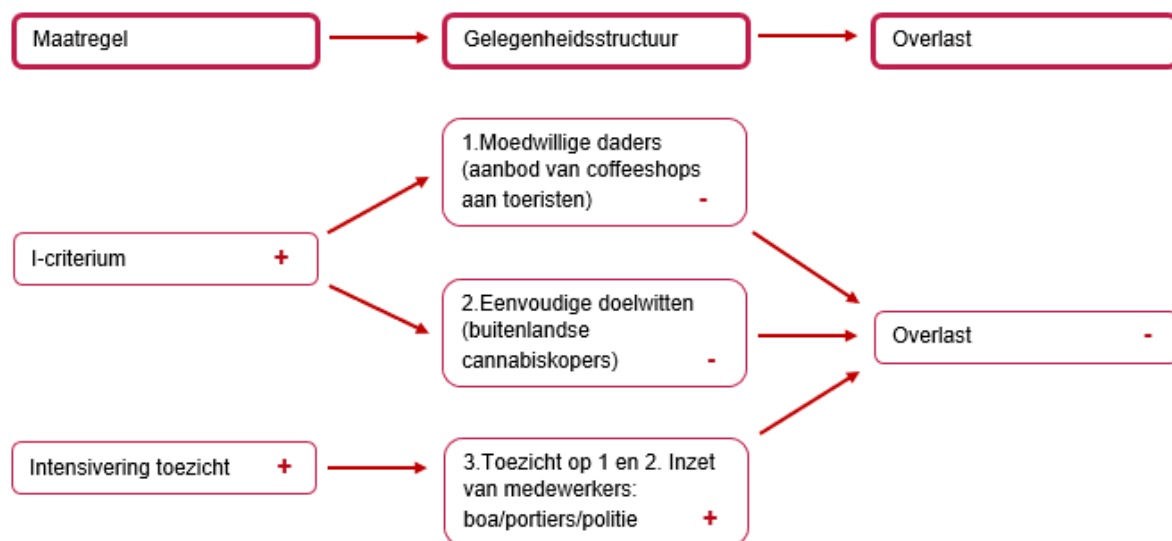 Maatregel
Gelegenheidsstructuur
Overlast
1.Moedwillige daders
(aanbod van coffeeshops
aan toeristen) -
I-criterium +
2.Eenvoudige doelwitten
(buitenlandse
cannabiskopers) -
Overlast -
Intensivering toezicht +
3.Toezicht op 1 en 2. Inzet
van medewerkers:
boa/portiers/politie +